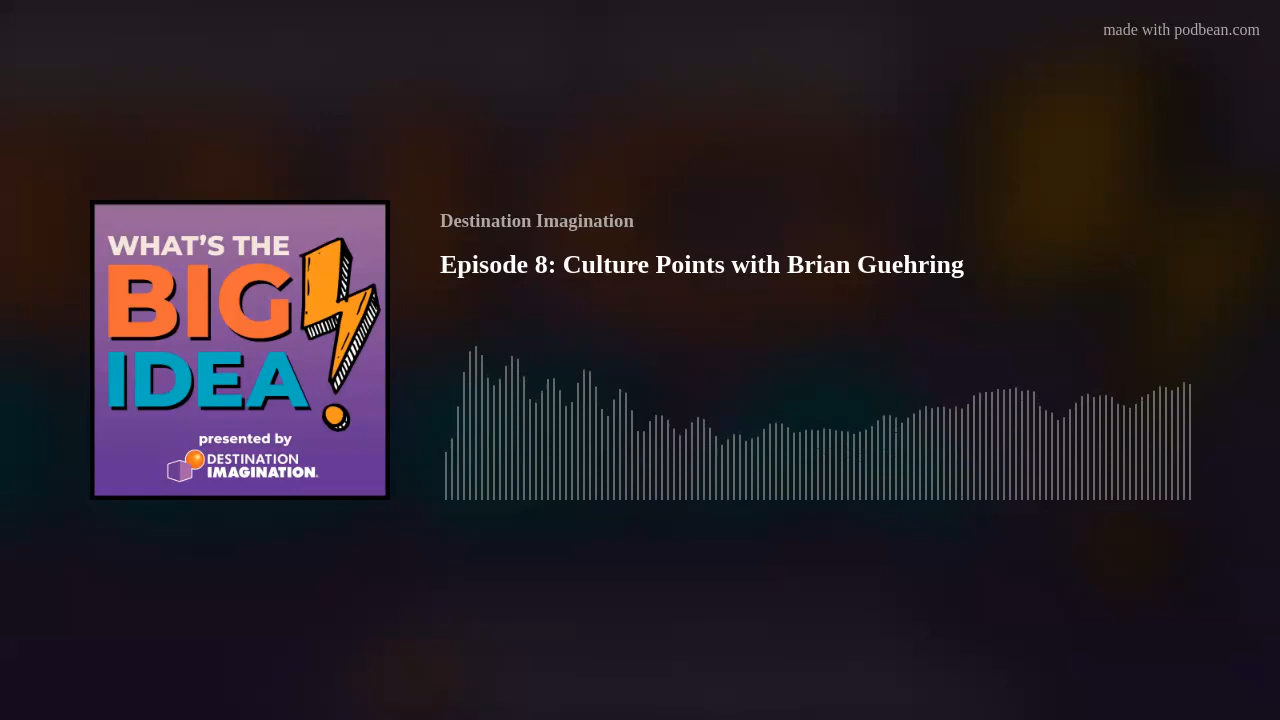 made with podbean.com
WHAT'S THE
BIG
IDEA
presented by
DESTINATION
IMAGINATION
Destination Imagination
Episode 8: Culture Points with Brian Guehring